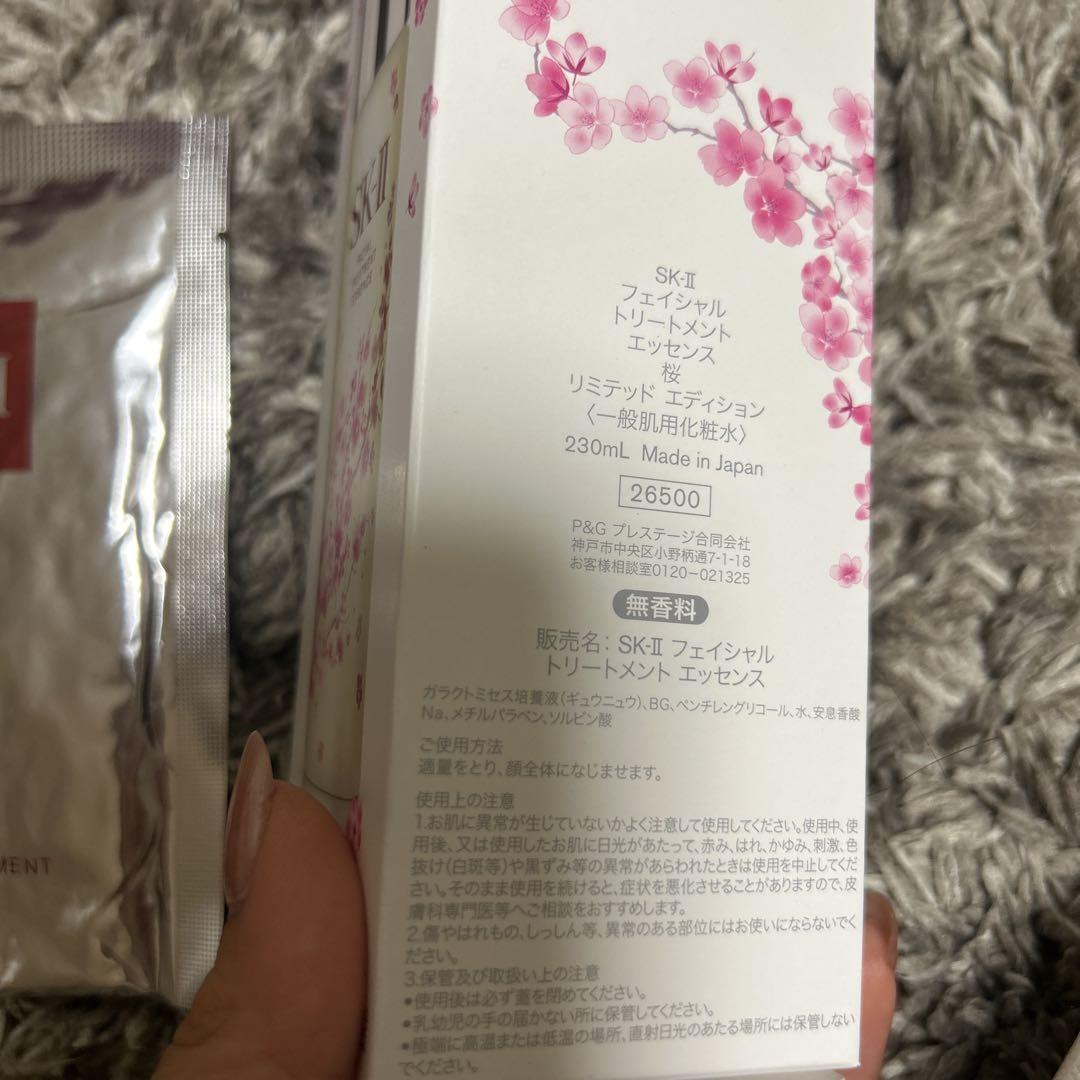 SK-II
フェイシャル
トリートメント
エッセンス
桜
リミテッド エディション
〈一般肌用化粧水〉
230mL Made in Japan
26500
P&G プレステージ合同会社
神戸市中央区小野柄通7-1-18
お客様相談室0120-021325
無香料
販売名: SK-II フェイシャル
トリートメント エッセンス
ガラクトミセス培養液(ギュウニュウ)、BG、ペンチレングリコール、水、安息香酸
Na、メチルパラベン、ソルビン酸
ご使用方法
適量をとり、顔全体になじませます。
使用上の注意
1.お肌に異常が生じていないかよく注意して使用してください。使用中、使
用後、又は使用したお肌に日光があたって、赤み、はれ、かゆみ、刺激、色
抜け(白斑等)や黒ずみ等の異常があらわれたときは使用を中止してくだ
さい。そのまま使用を続けると、症状を悪化させることがありますので、皮
膚科専門医等へご相談をおすすめします。
2.傷やはれもの、しっしん等、異常のある部位にはお使いにならないでく
ださい。
3.保管及び取扱い上の注意
•使用後は必ず蓋を閉めてください。
•乳幼児の手の届かない所に保管してください。
•極端に高温または低温の場所、直射日光のあたる場所には保管しない
でください。
SK-II
FACIAL
TREATMENT
ESSENCE
MENT